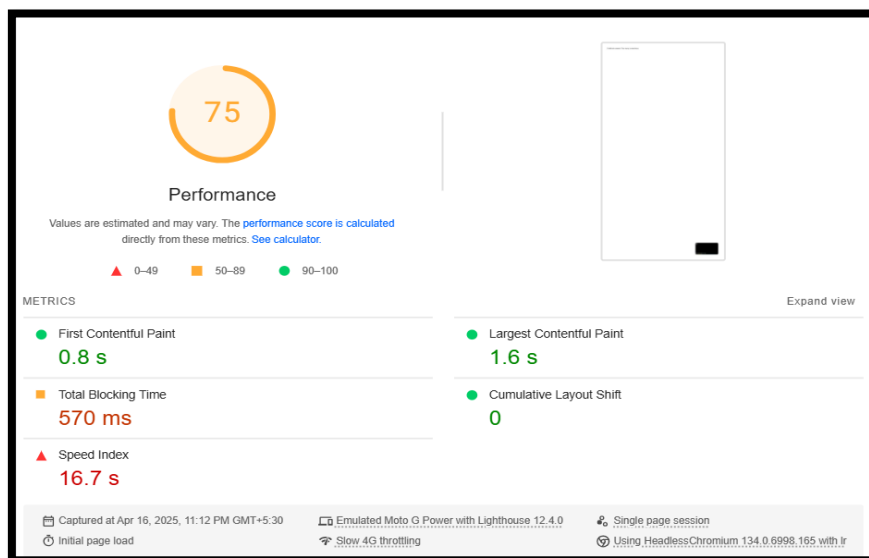 75
Performance
Values are estimated and may vary. The performance score is calculated
directly from these metrics. See calculator.
0–49
50–89
90–100
METRICS
Expand view
First Contentful Paint
0.8 s
Largest Contentful Paint
1.6 s
Total Blocking Time
570 ms
Cumulative Layout Shift
0
Speed Index
16.7 s
Captured at Apr 16, 2025, 11:12 PM GMT+5:30
Emulated Moto G Power with Lighthouse 12.4.0
Single page session
Initial page load
Slow 4G throttling
Using HeadlessChromium 134.0.6998.165 with lr